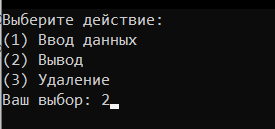 Выберите действие:
(1) Ввод данных
(2) Вывод
(3) Удаление
Ваш выбор: 2